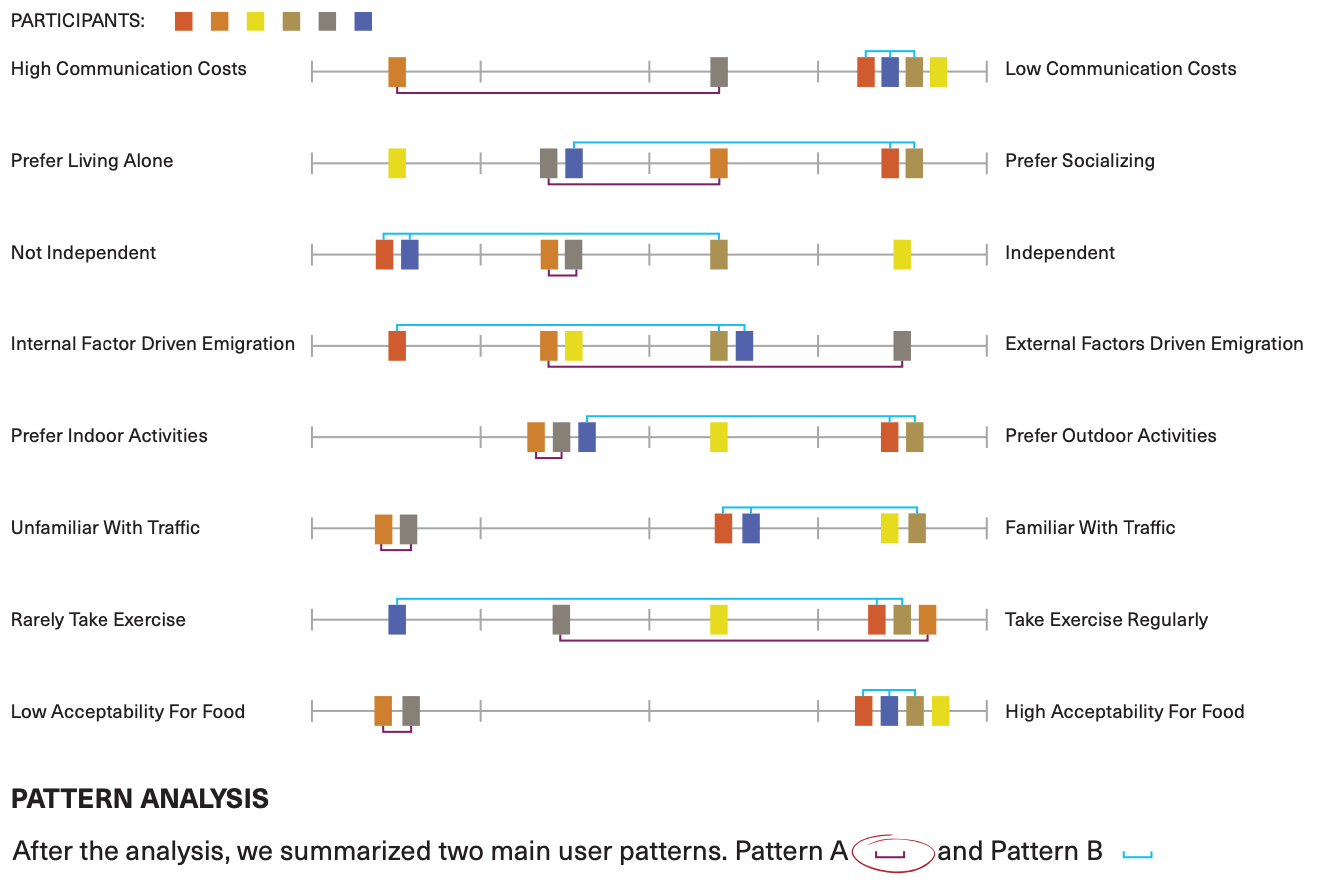 PARTICIPANTS:
High Communication Costs Low Communication Costs
Prefer Living Alone Prefer Socializing
Not Independent Independent
Internal Factor Driven Emigration External Factors Driven Emigration
Prefer Indoor Activities Prefer Outdoor Activities
Unfamiliar With Traffic Familiar With Traffic
Rarely Take Exercise Take Exercise Regularly
Low Acceptability For Food High Acceptability For Food
PATTERN ANALYSIS
After the analysis, we summarized two main user patterns. Pattern A and Pattern B